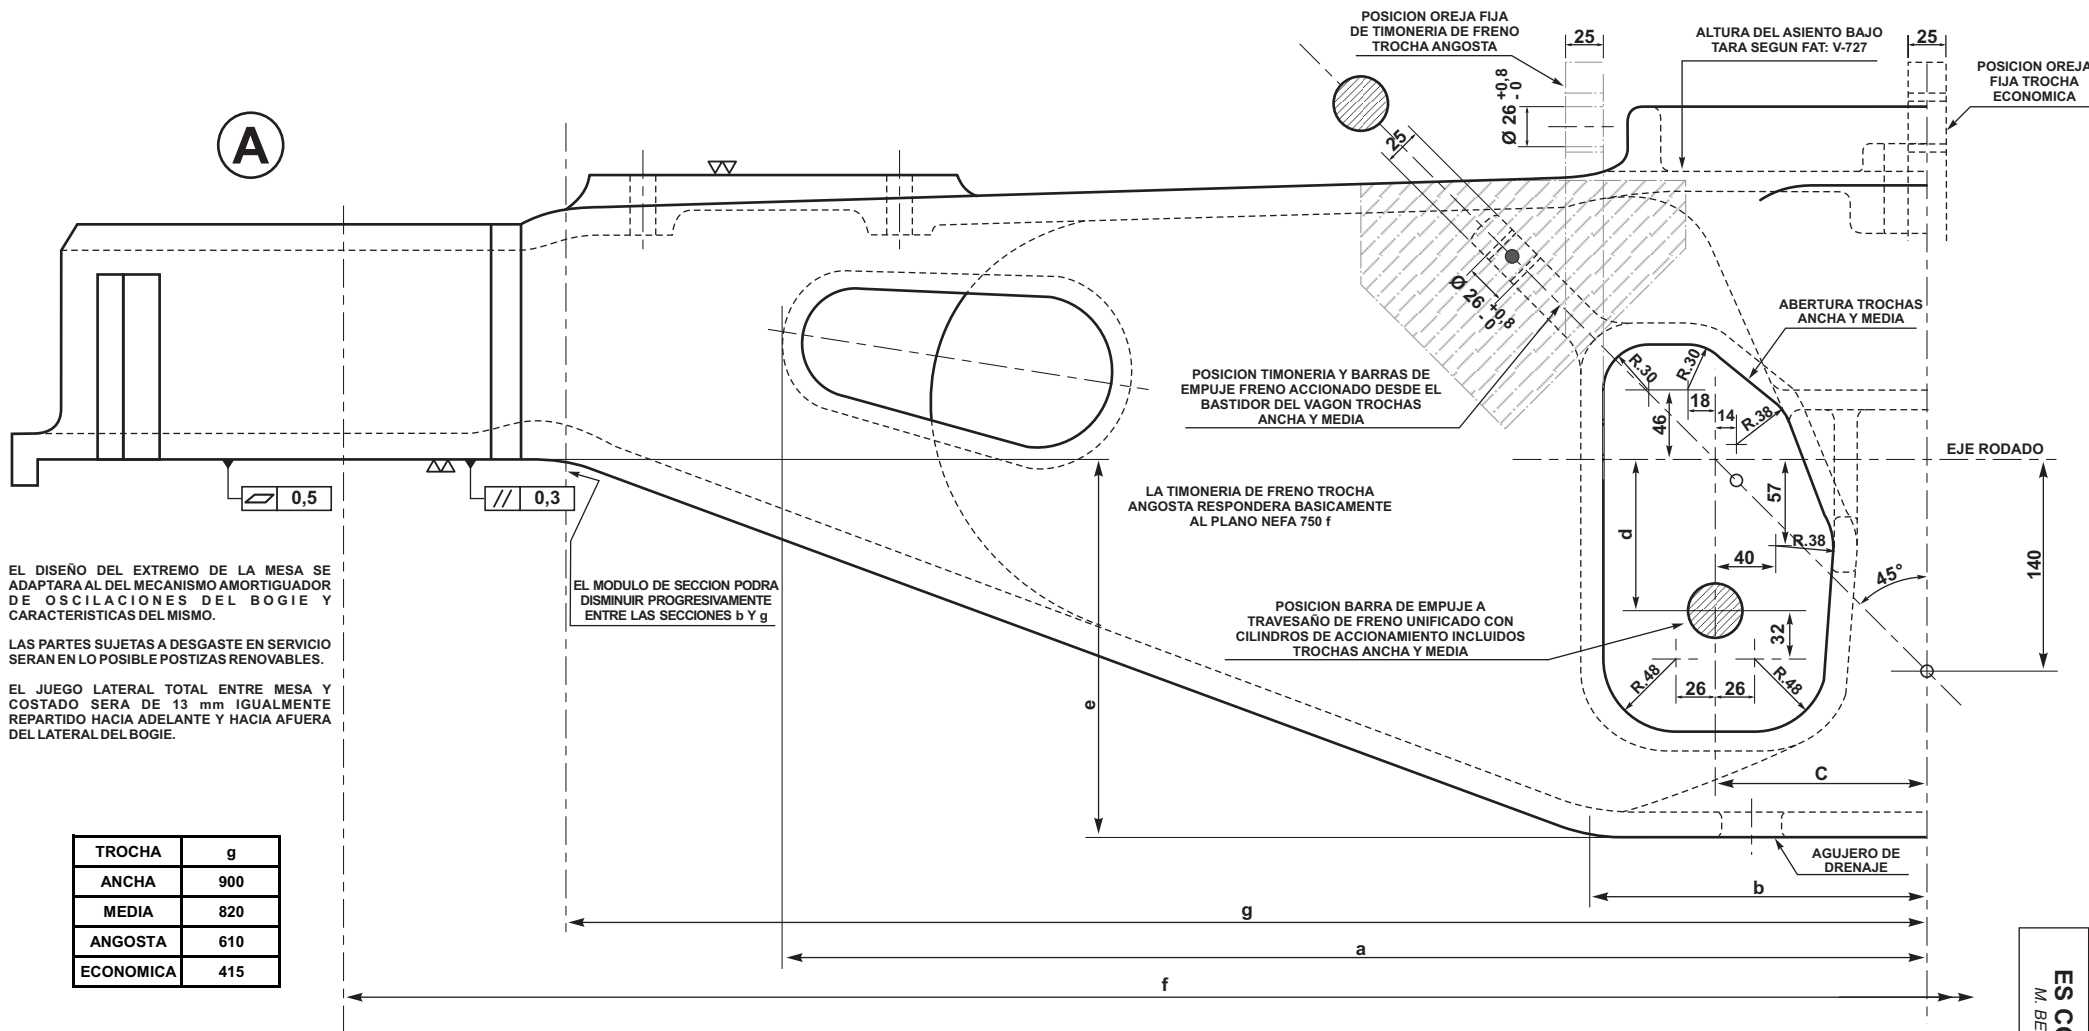 POSICION OREJA FIJA
DE TIMONERIA DE FRENO
TROCHA ANGOSTA
25
ALTURA DEL ASIENTO BAJO
TARA SEGUN FAT: V-727
25
POSICION OREJA
FIJA TROCHA
ECONOMICA
A
Ø 26 +0,8 - 0
25
Ø 26 +0,8 - 0
ABERTURA TROCHAS
ANCHA Y MEDIA
POSICION TIMONERIA Y BARRAS DE
EMPUJE FRENO ACCIONADO DESDE EL
BASTIDOR DEL VAGON TROCHAS
ANCHA Y MEDIA
R.30
R.30
18
46
14
R.38
EJE RODADO
0,5
// 0,3
LA TIMONERIA DE FRENO TROCHA
ANGOSTA RESPONDERA BASICAMENTE
AL PLANO NEFA 750 f
57
d
R.38
40
140
45°
EL DISEÑO DEL EXTREMO DE LA MESA SE
ADAPTARA AL DEL MECANISMO AMORTIGUADOR
DE OSCILACIONES DEL BOGIE Y
CARACTERISTICAS DEL MISMO.
LAS PARTES SUJETAS A DESGASTE EN SERVICIO
SERAN EN LO POSIBLE POSTIZAS RENOVABLES.
EL JUEGO LATERAL TOTAL ENTRE MESA Y
COSTADO SERA DE 13 mm IGUALMENTE
REPARTIDO HACIA ADELANTE Y HACIA AFUERA
DEL LATERAL DEL BOGIE.
EL MODULO DE SECCION PODRA
DISMINUIR PROGRESIVAMENTE
ENTRE LAS SECCIONES b Y g
POSICION BARRA DE EMPUJE A
TRAVESAÑO DE FRENO UNIFICADO CON
CILINDROS DE ACCIONAMIENTO INCLUIDOS
TROCHAS ANCHA Y MEDIA
32
R.48
26
26
R.48
e
C
AGUJERO DE
DRENAJE
b
g
a
f
TROCHA g
ANCHA 900
MEDIA 820
ANGOSTA 610
ECONOMICA 415
ES CO
M. BE